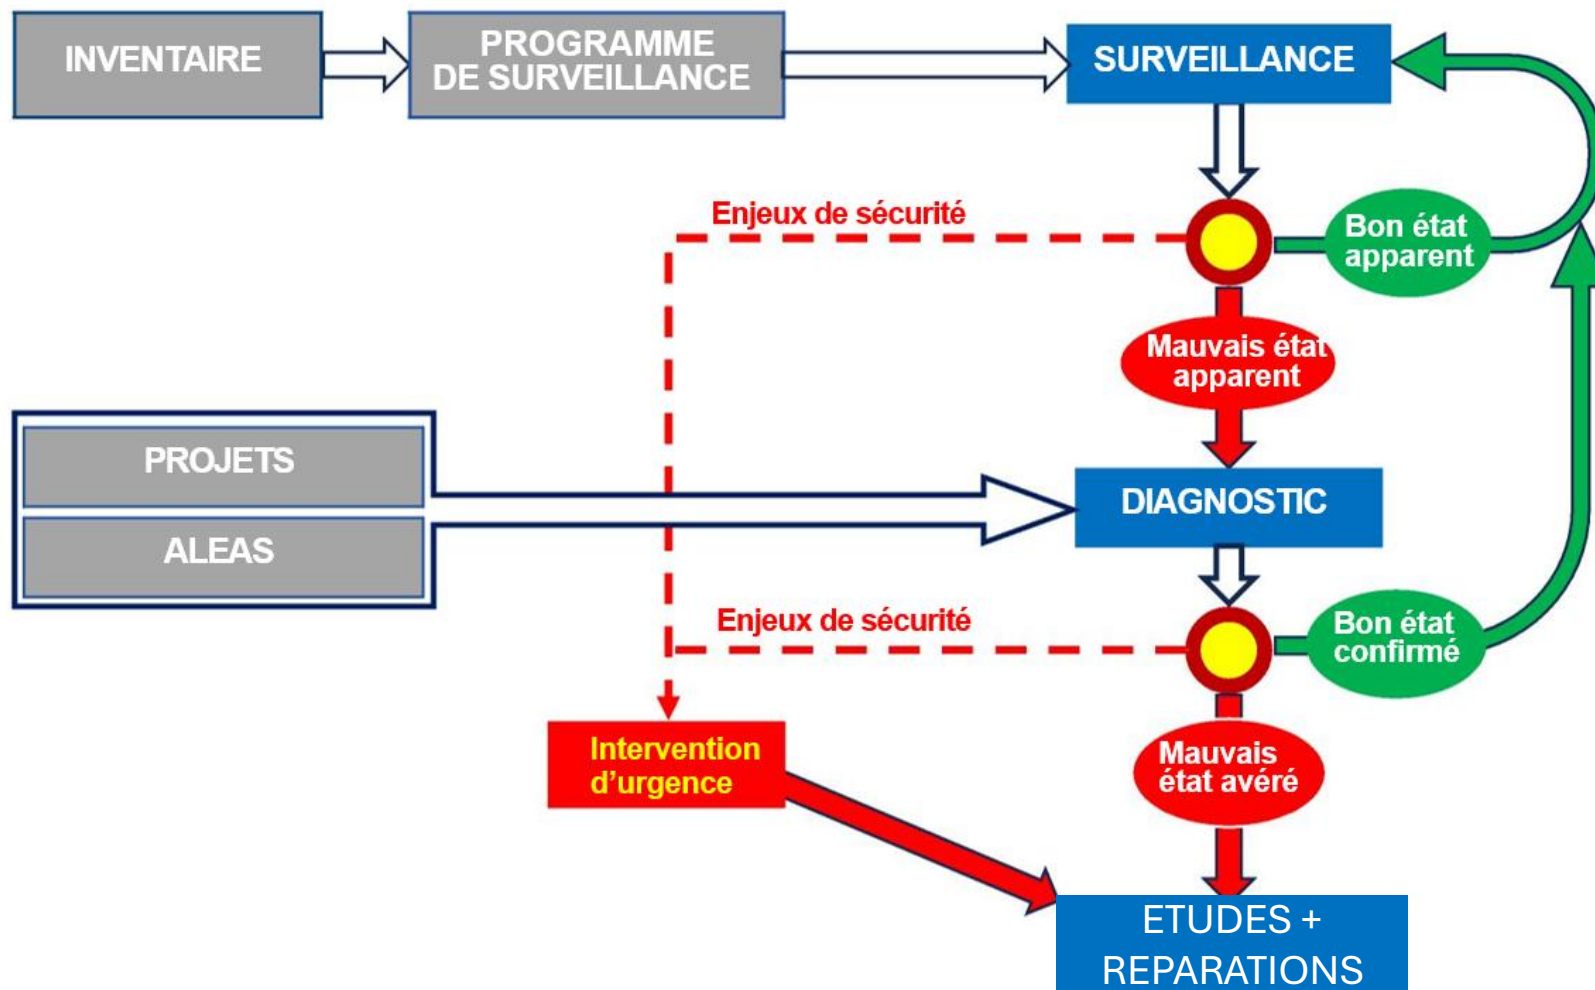 INVENTAIRE
PROGRAMME
DE SURVEILLANCE
SURVEILLANCE
Enjeux de sécurité
Bon état
apparent
Mauvais état
apparent
PROJETS
ALEAS
DIAGNOSTIC
Enjeux de sécurité
Bon état
confirmé
Intervention
d’urgence
Mauvais
état avéré
ETUDES +
REPARATIONS